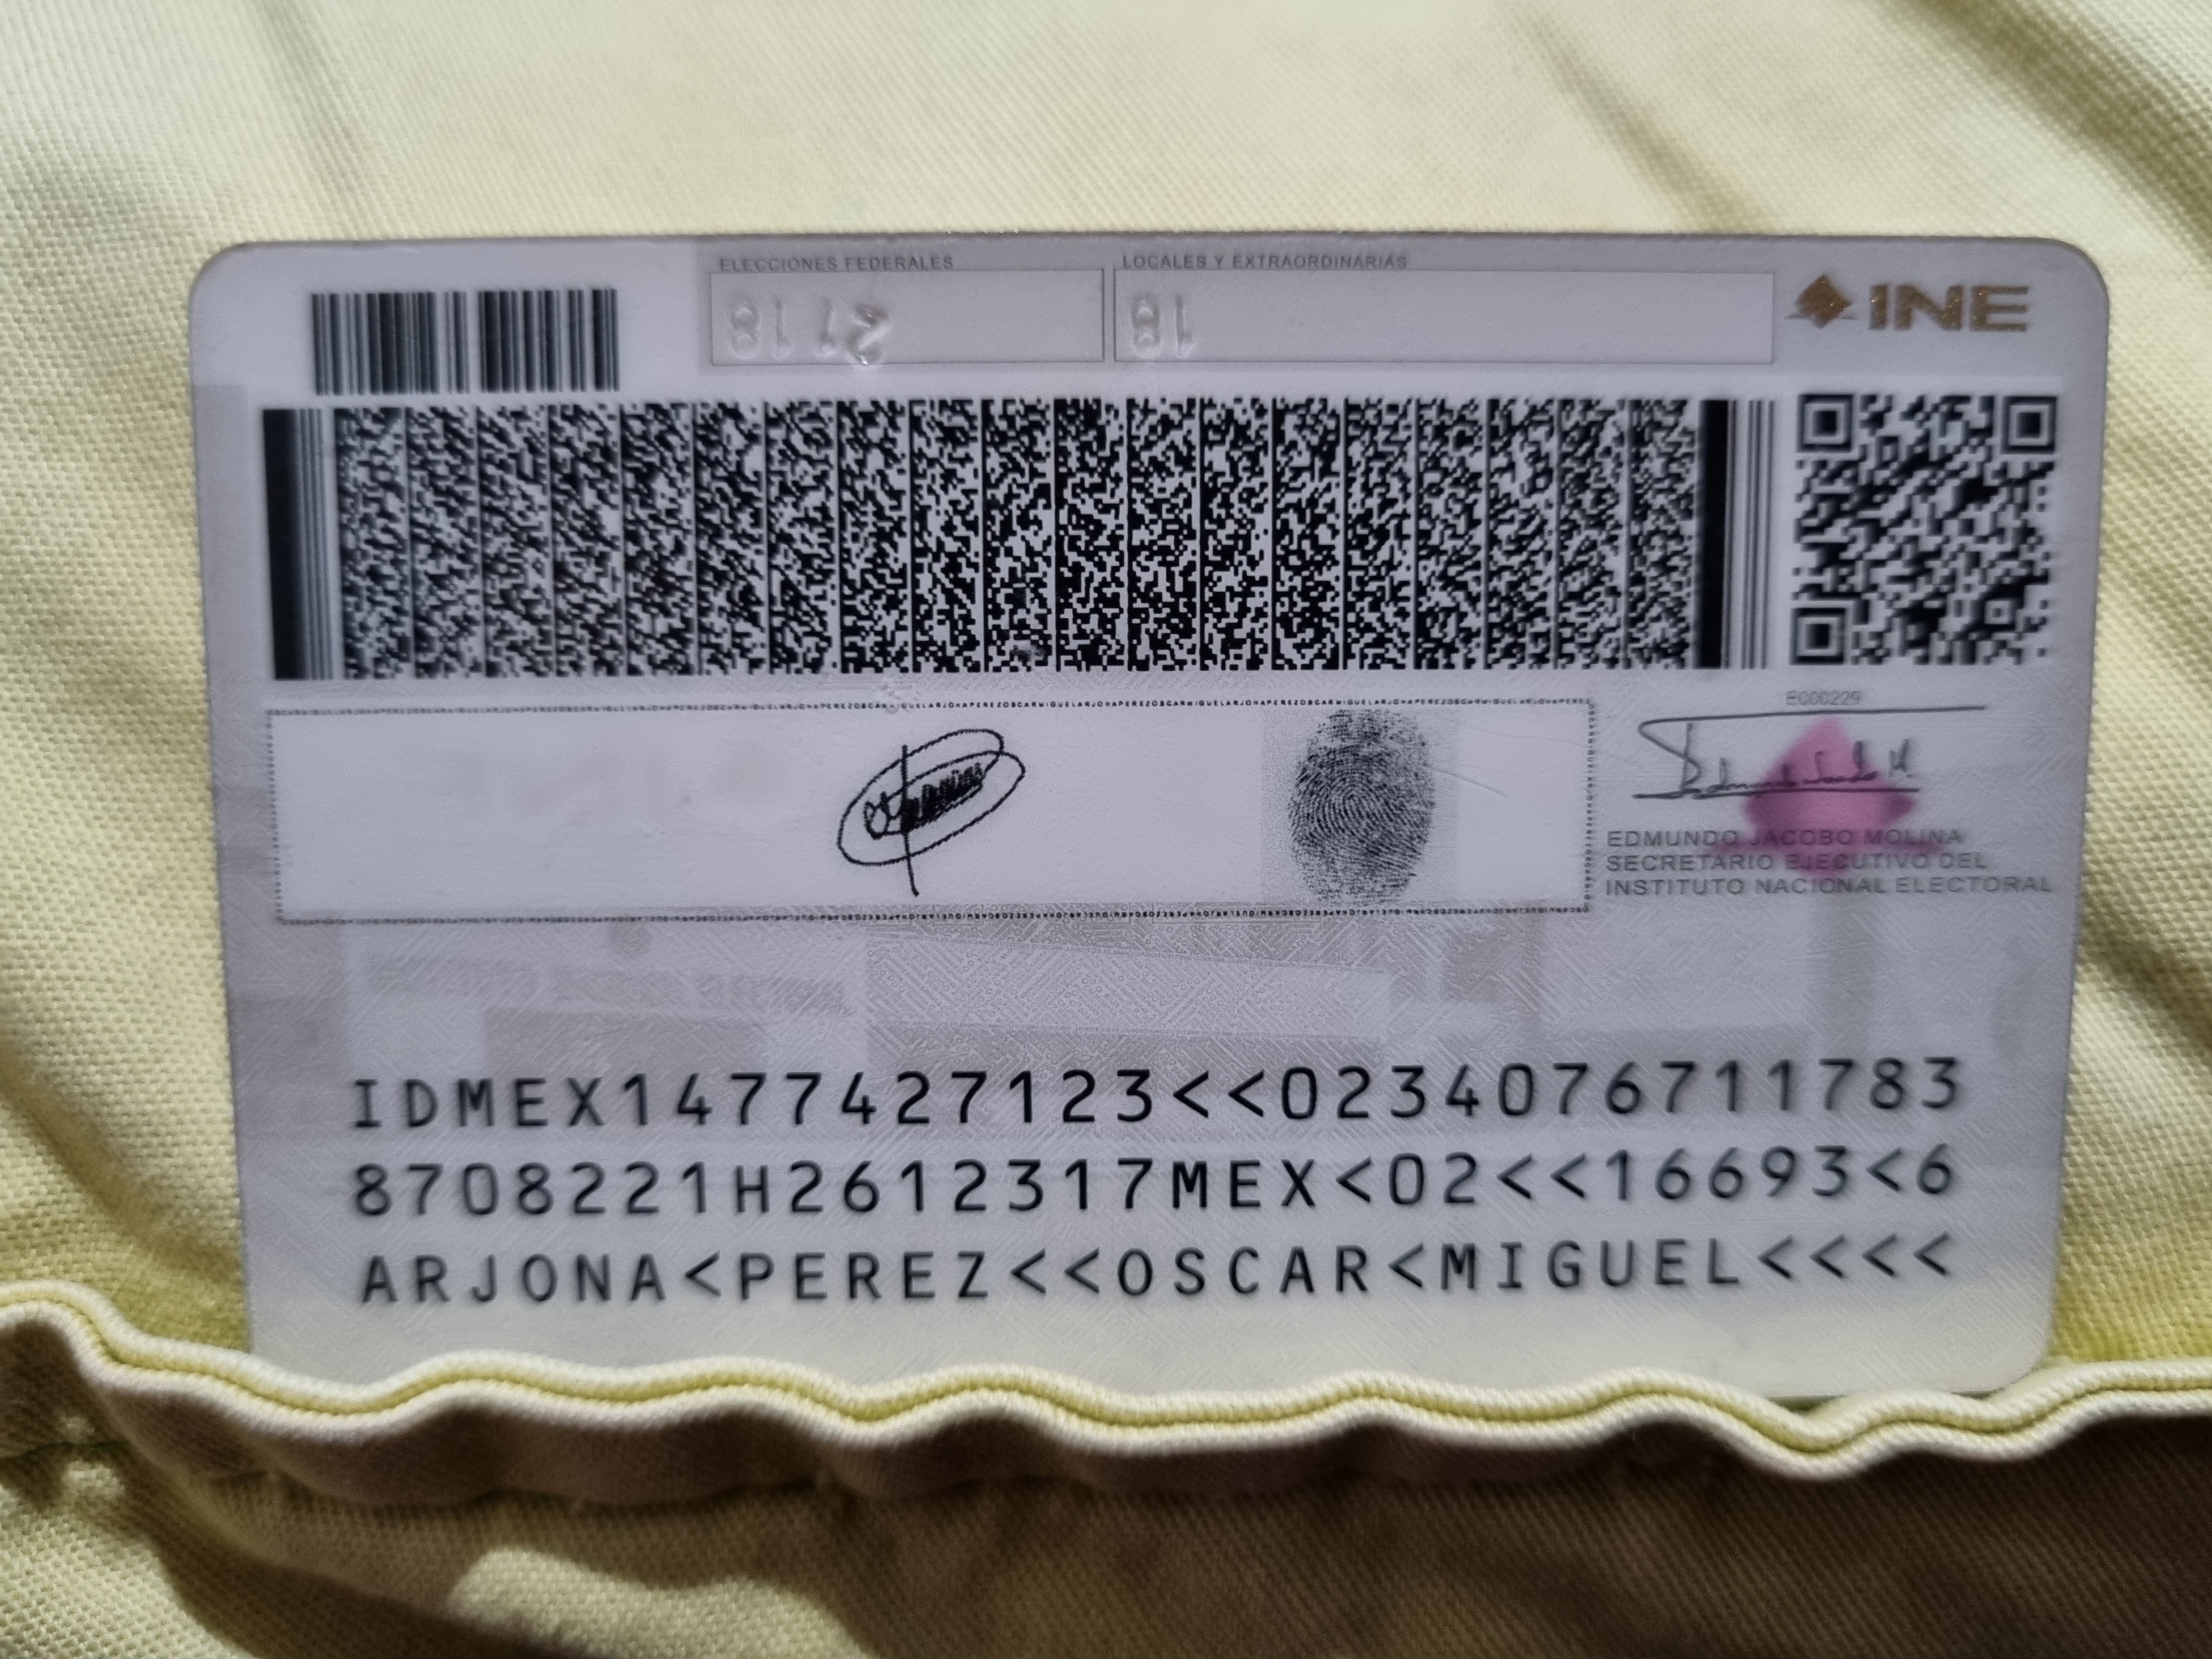 ELECCIONES FEDERALES
LOCALES Y EXTRAORDINARIAS
INE
E000229
EDMUNDO JACOBO MOLINA
SECRETARIO EJECUTIVO DEL
INSTITUTO NACIONAL ELECTORAL
IDMEX1477427123<<0234076711783
8708221H2612317MEX<02<<16693<6
ARJONA<PEREZ<<OSCAR<MIGUEL<<<<